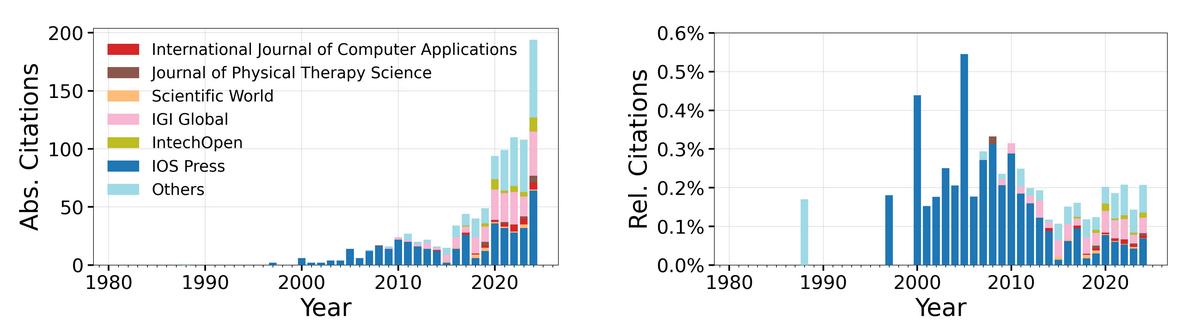 200
150
100
50
0
Abs. Citations
International Journal of Computer Applications
Journal of Physical Therapy Science
Scientific World
IGI Global
IntechOpen
IOS Press
Others
1980 1990 2000 2010 2020
Year
0.6%
0.5%
0.4%
0.3%
0.2%
0.1%
0.0%
Rel. Citations
1980 1990 2000 2010 2020
Year